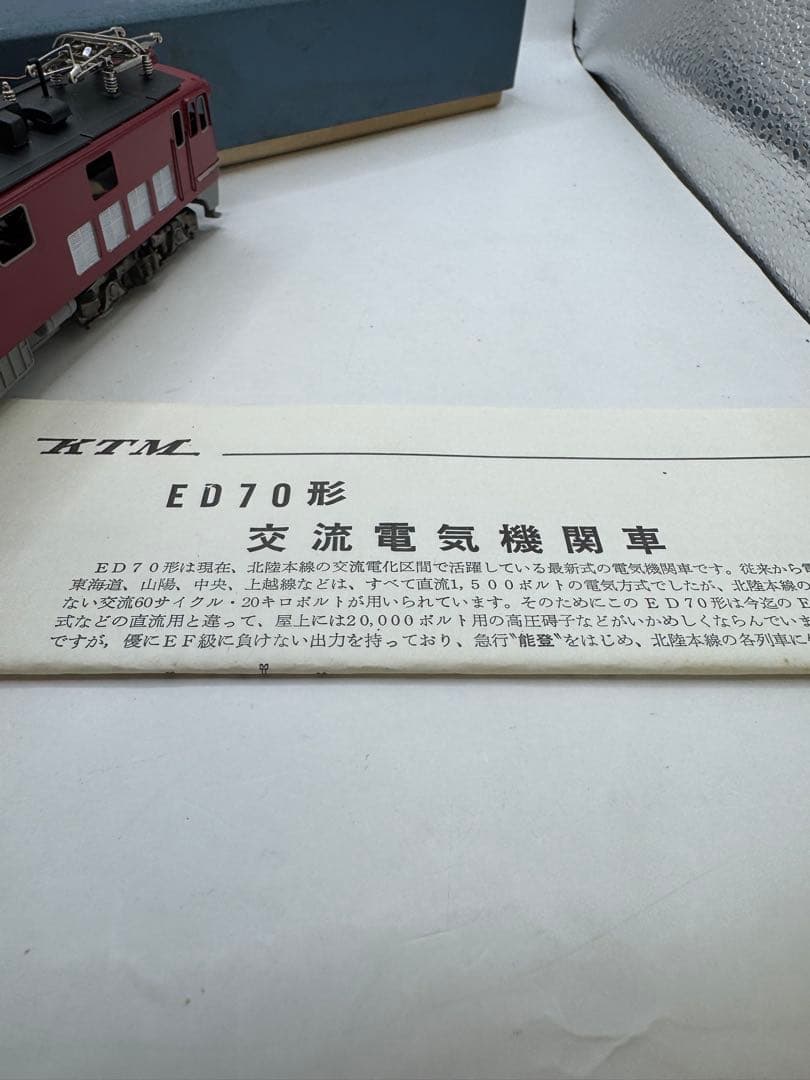 KTM
ED70形
交流電気機関車
ED70形は現在、北陸本線の交流電化区間で活躍している最新式の電気機関車です。従来から電
東海道、山陽、中央、上越線などは、すべて直流1,500ボルトの電気方式でしたが、北陸本線の
ない交流60サイクル・20キロボルトが用いられています。そのためにこのED70形は今迄のE
式などの直流用と違って、屋上には20,000ボルト用の高圧碍子などがいかめしくならんでいま
ですが、優にEF級に負けない出力を持っており、急行〝能登〟をはじめ、北陸本線の各列車に